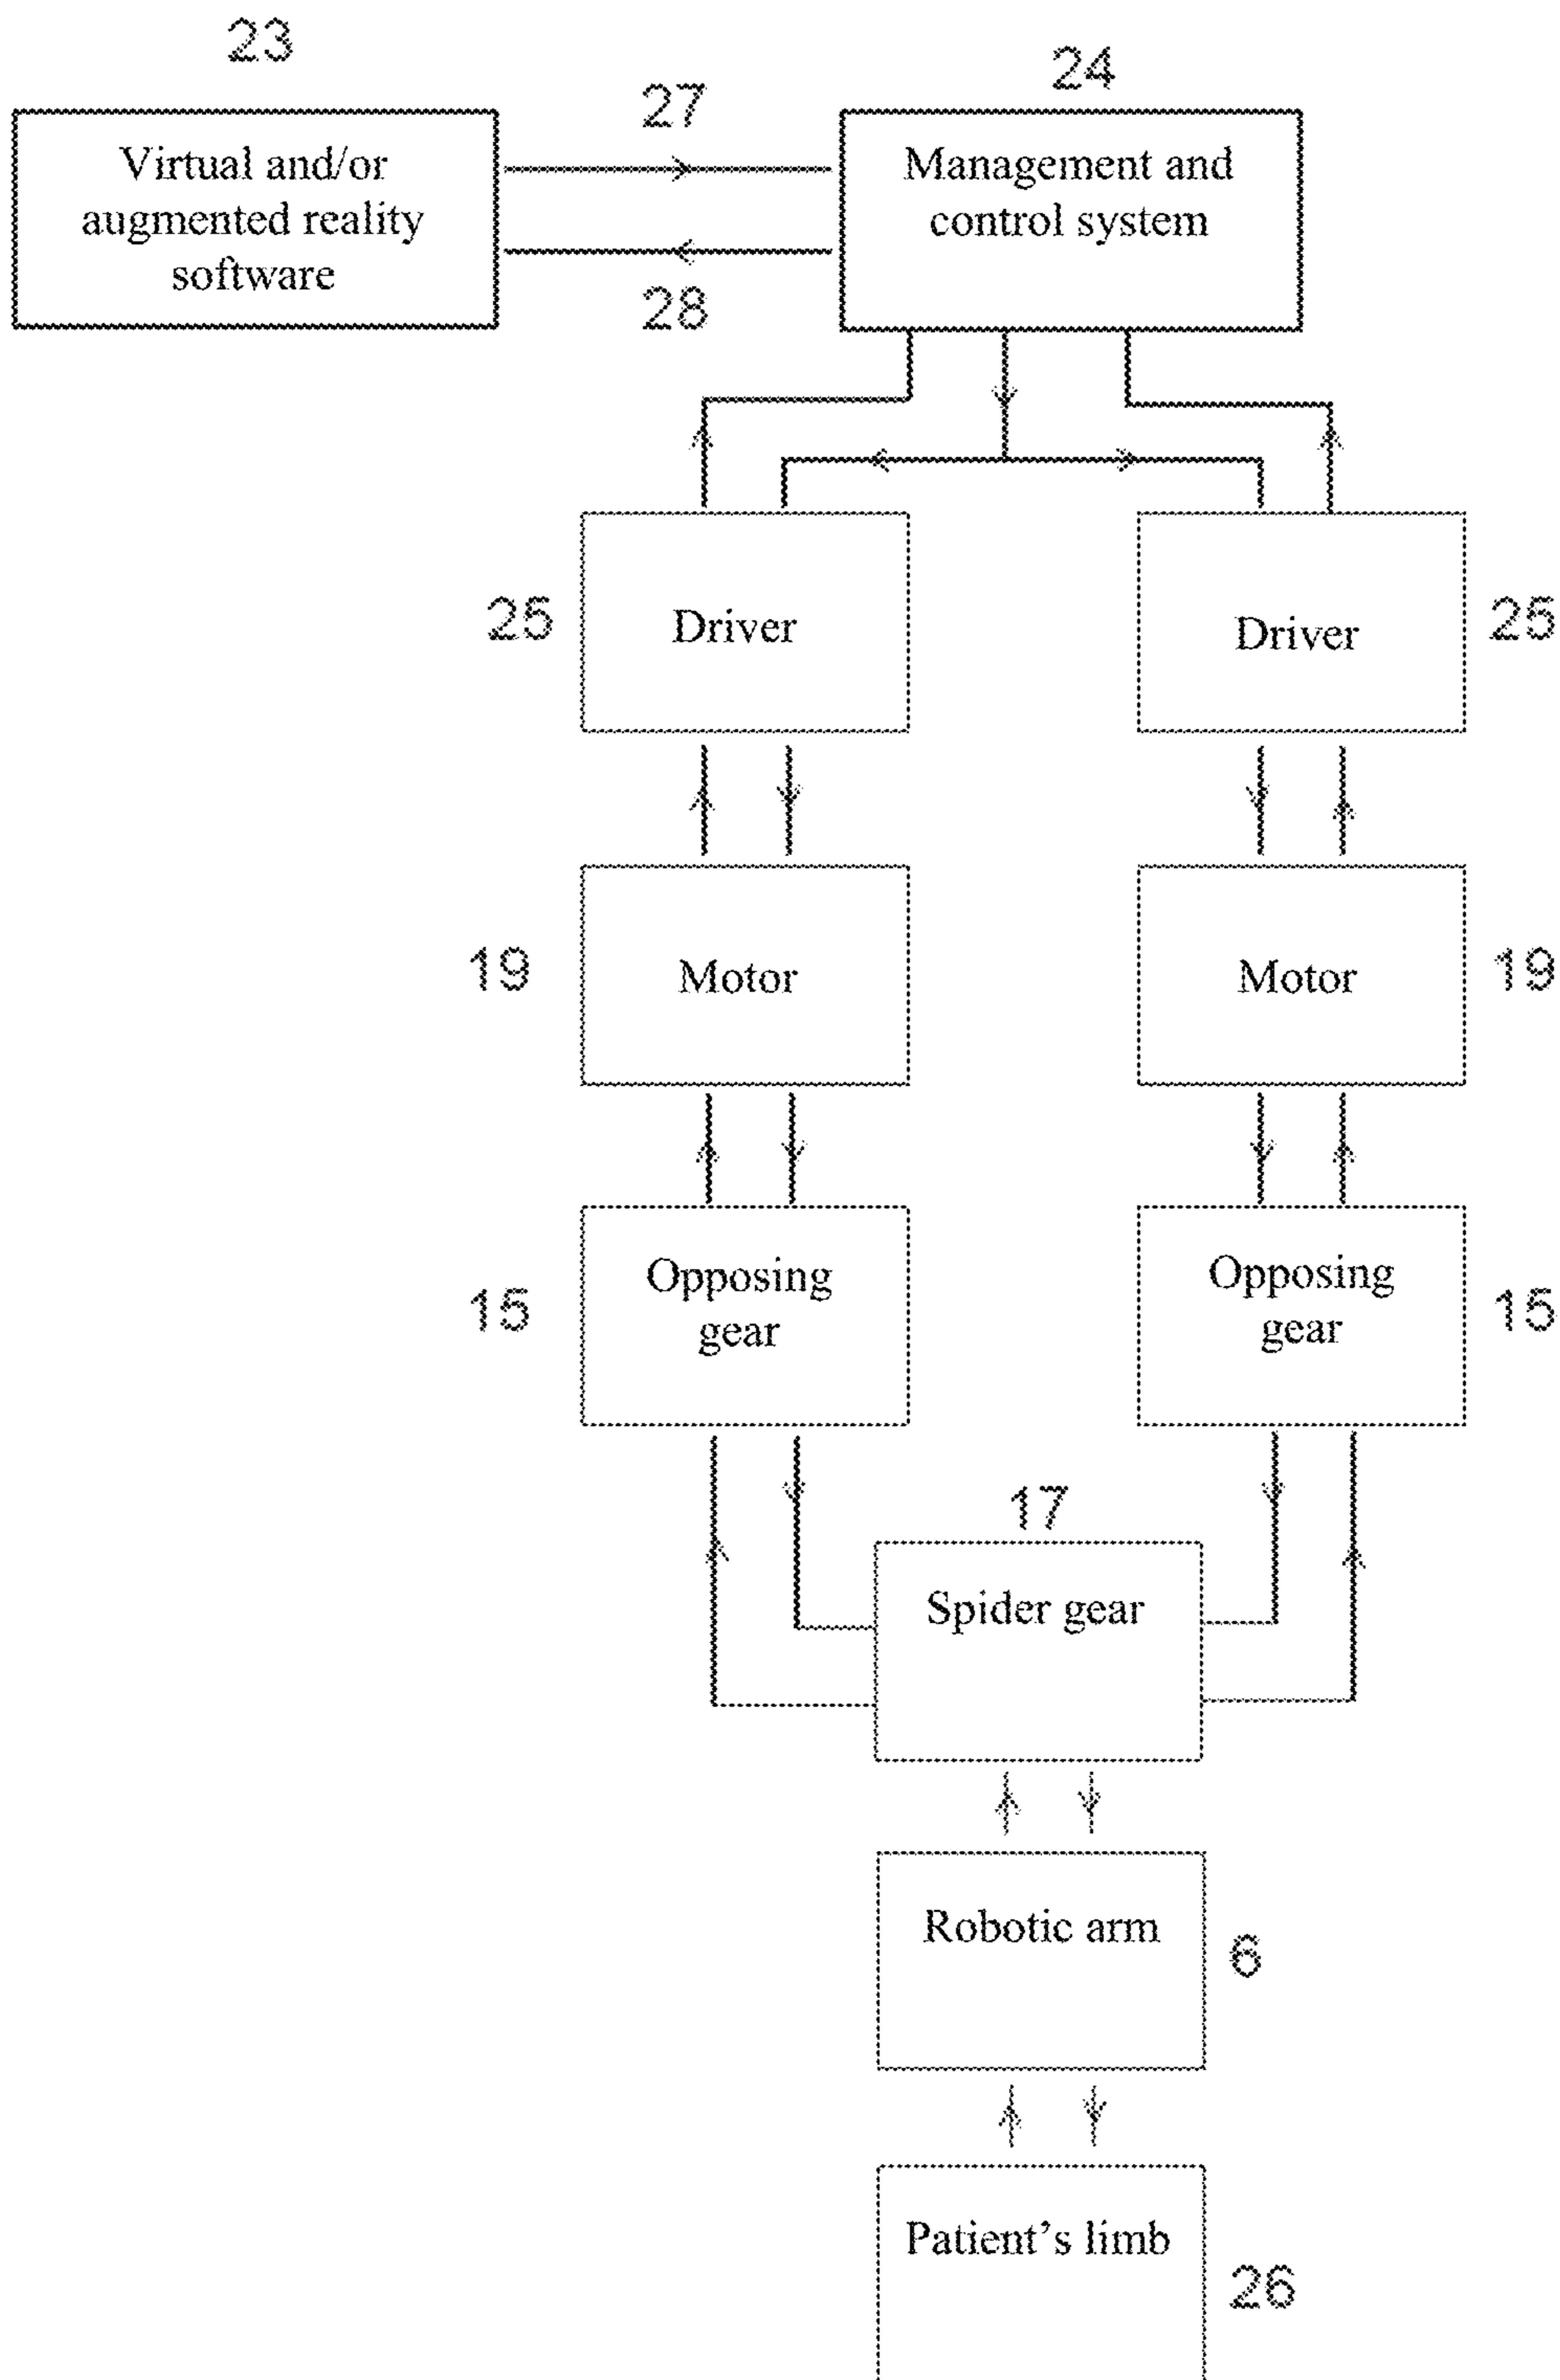 23
27
24
Virtual and/or
augmented reality
software
Management and
control system
28
25
Driver
Driver
25
19
Motor
Motor
19
15
Opposing
gear
Opposing
gear
15
17
Spider gear
Robotic arm
6
Patient's limb
26